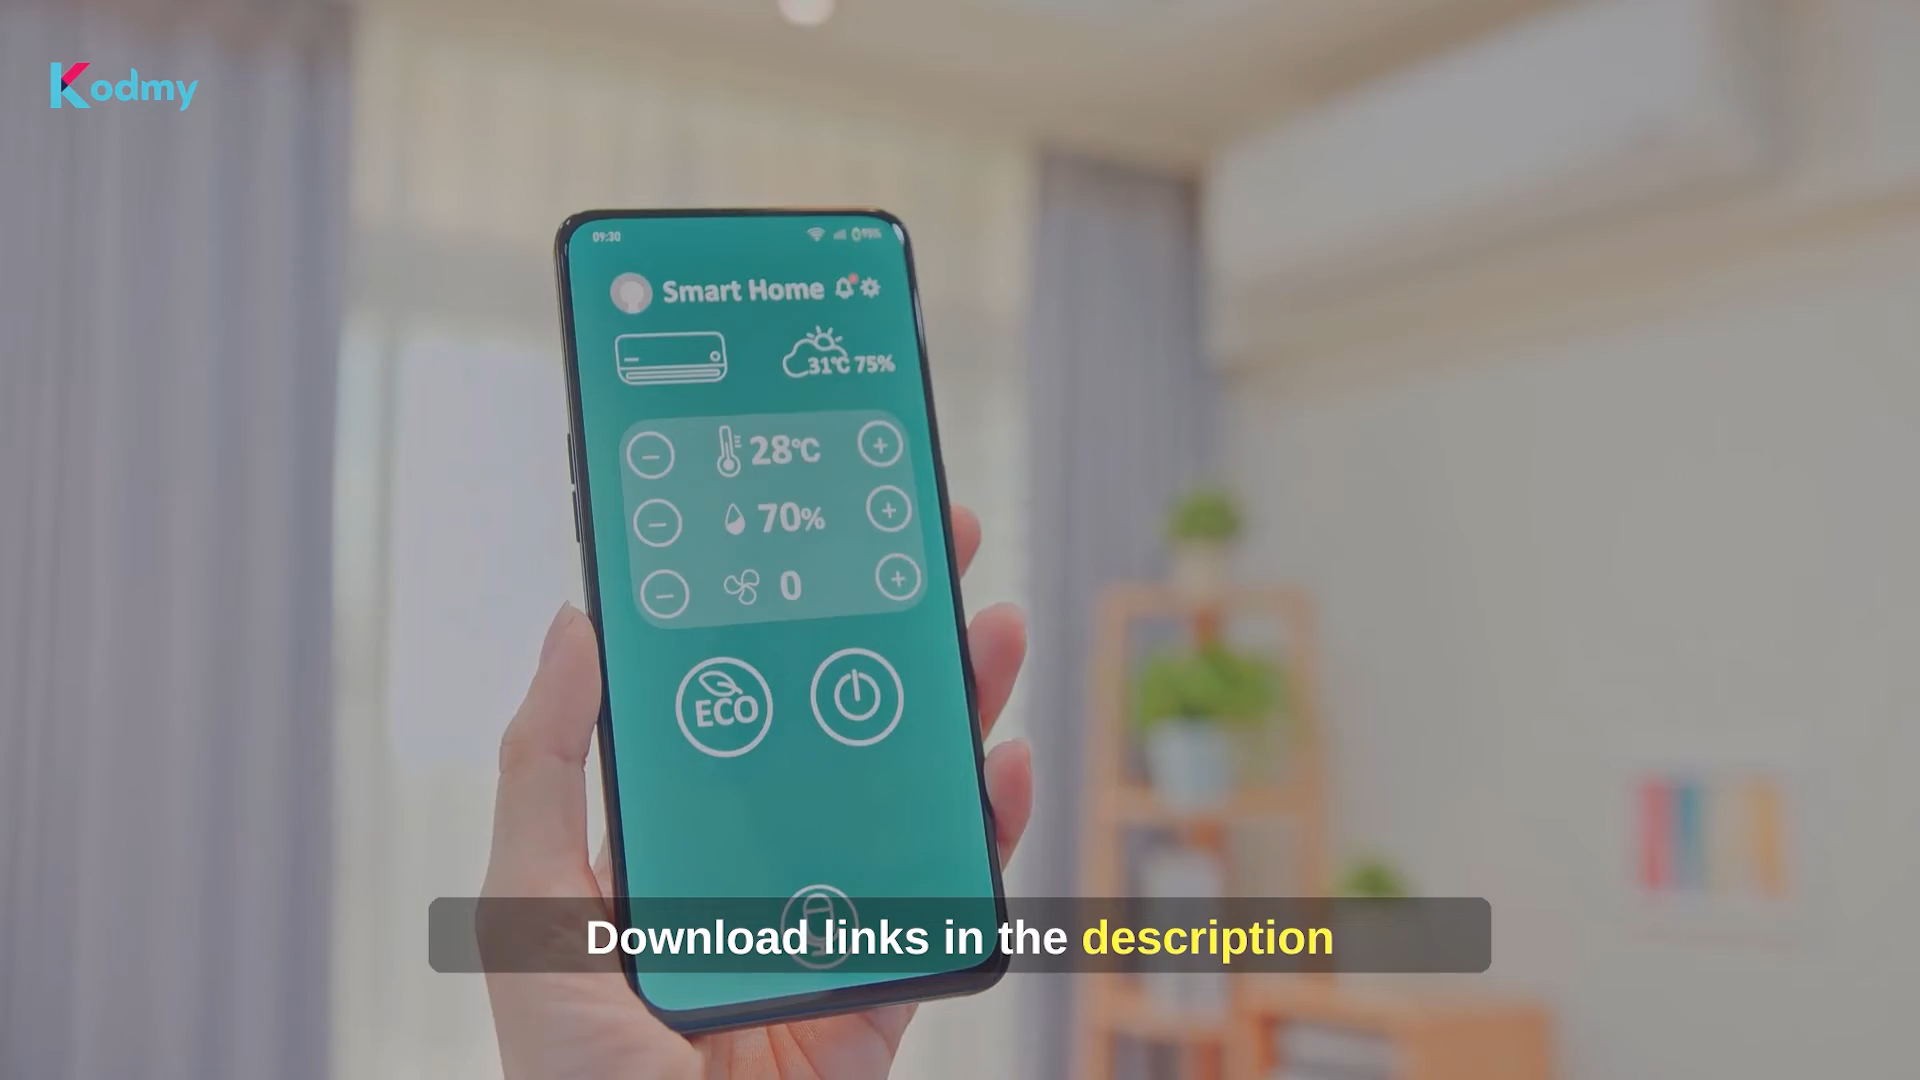 Kodmy
09:30
Smart Home
31°C 75%
28°C
70%
0
ECO
Download links in the description